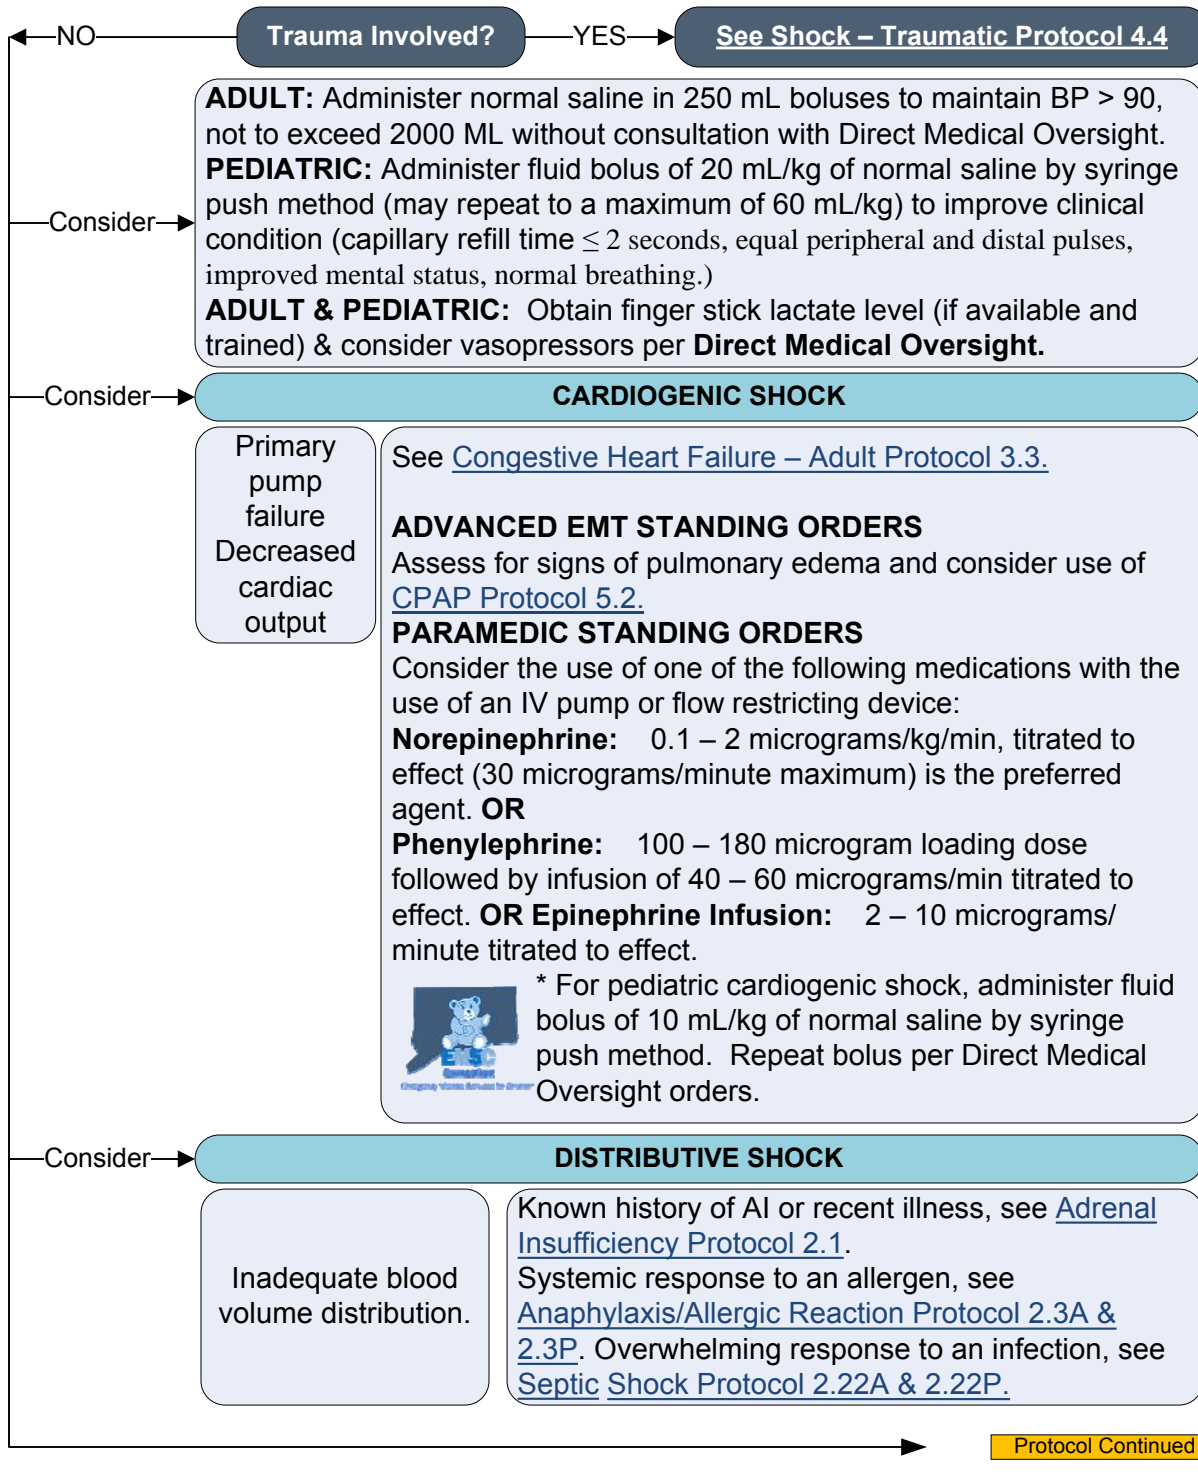 NO
Trauma Involved?
YES
See Shock – Traumatic Protocol 4.4
Consider
ADULT: Administer normal saline in 250 mL boluses to maintain BP > 90,
not to exceed 2000 ML without consultation with Direct Medical Oversight.
PEDIATRIC: Administer fluid bolus of 20 mL/kg of normal saline by syringe
push method (may repeat to a maximum of 60 mL/kg) to improve clinical
condition (capillary refill time ≤ 2 seconds, equal peripheral and distal pulses,
improved mental status, normal breathing.)
ADULT & PEDIATRIC: Obtain finger stick lactate level (if available and
trained) & consider vasopressors per Direct Medical Oversight.
Consider
CARDIOGENIC SHOCK
Primary
pump
failure
Decreased
cardiac
output
See Congestive Heart Failure – Adult Protocol 3.3.
ADVANCED EMT STANDING ORDERS
Assess for signs of pulmonary edema and consider use of
CPAP Protocol 5.2.
PARAMEDIC STANDING ORDERS
Consider the use of one of the following medications with the
use of an IV pump or flow restricting device:
Norepinephrine: 0.1 – 2 micrograms/kg/min, titrated to
effect (30 micrograms/minute maximum) is the preferred
agent. OR
Phenylephrine: 100 – 180 microgram loading dose
followed by infusion of 40 – 60 micrograms/min titrated to
effect. OR Epinephrine Infusion: 2 – 10 micrograms/
minute titrated to effect.
* For pediatric cardiogenic shock, administer fluid
bolus of 10 mL/kg of normal saline by syringe
push method. Repeat bolus per Direct Medical
Oversight orders.
EMSC
Consider
DISTRIBUTIVE SHOCK
Inadequate blood
volume distribution.
Known history of AI or recent illness, see Adrenal
Insufficiency Protocol 2.1.
Systemic response to an allergen, see
Anaphylaxis/Allergic Reaction Protocol 2.3A &
2.3P. Overwhelming response to an infection, see
Septic Shock Protocol 2.22A & 2.22P.
Protocol Continued